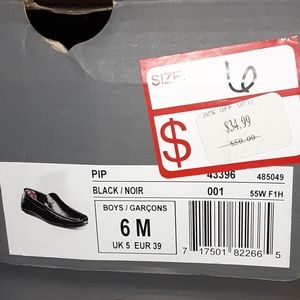 SIZE: 6
30% OFF
$
$34.99
$60.00
PIP 43396 485049
BLACK / NOIR 001 55W F1H
BOYS / GARÇONS
6 M
UK 5 EUR 39
7 17501 82266 5